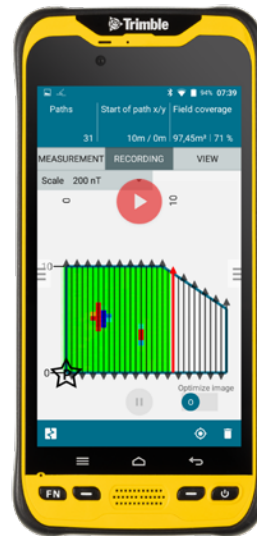 Trimble
94% 07:39
Paths Start of path x/y Field coverage
31 10m / 0m 97,45m² | 71 %
MEASUREMENT RECORDING VIEW
Scale 200 nT
0 10
10
0
Optimize image
0
FN